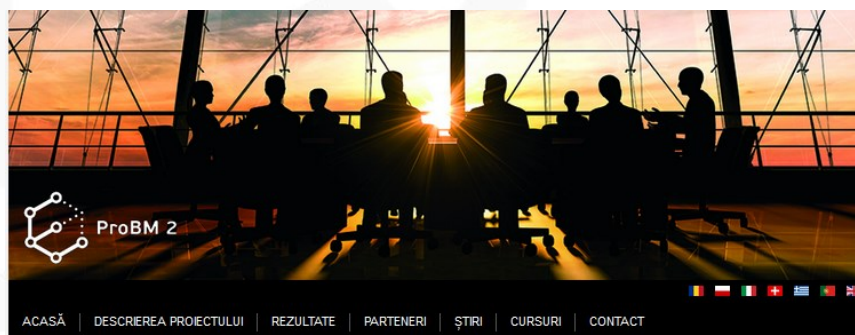 ProBM 2
ACASĂ DESCRIEREA PROIECTULUI REZULTATE PARTENERI ȘTIRI CURSURI CONTACT